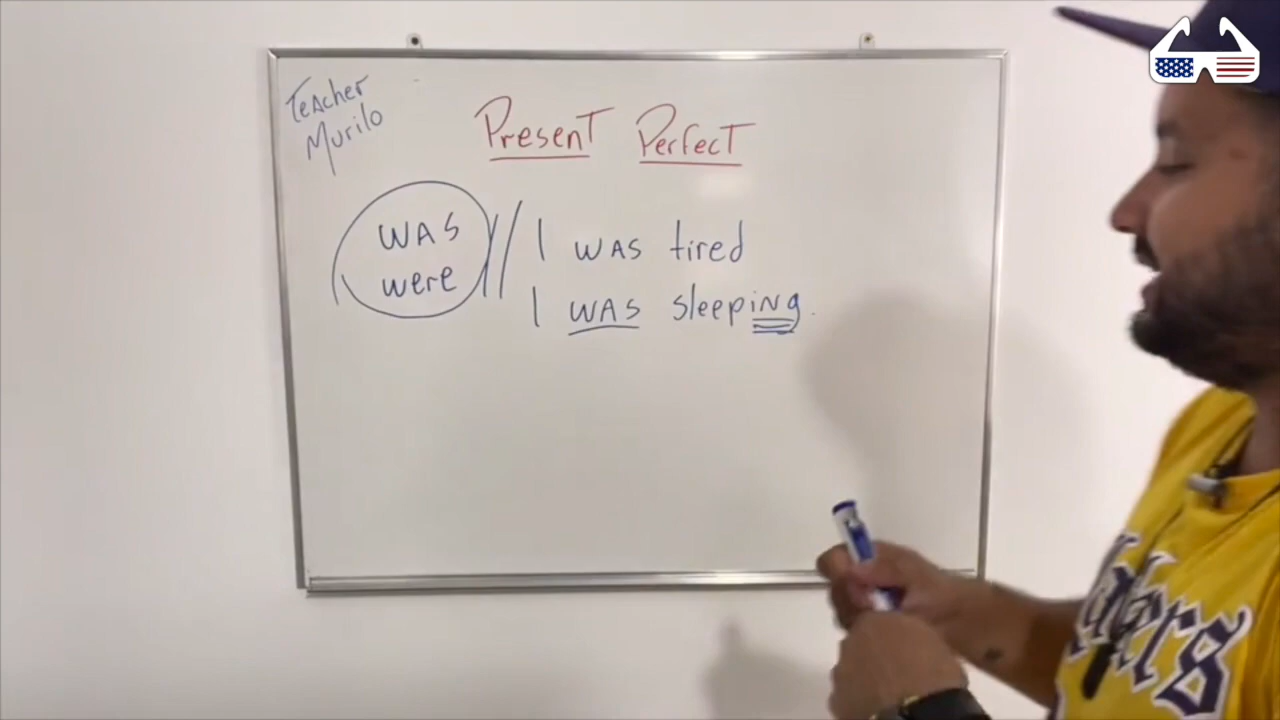 Teacher
Murilo
Present Perfect
was
were
// I was tired
I was sleeping.